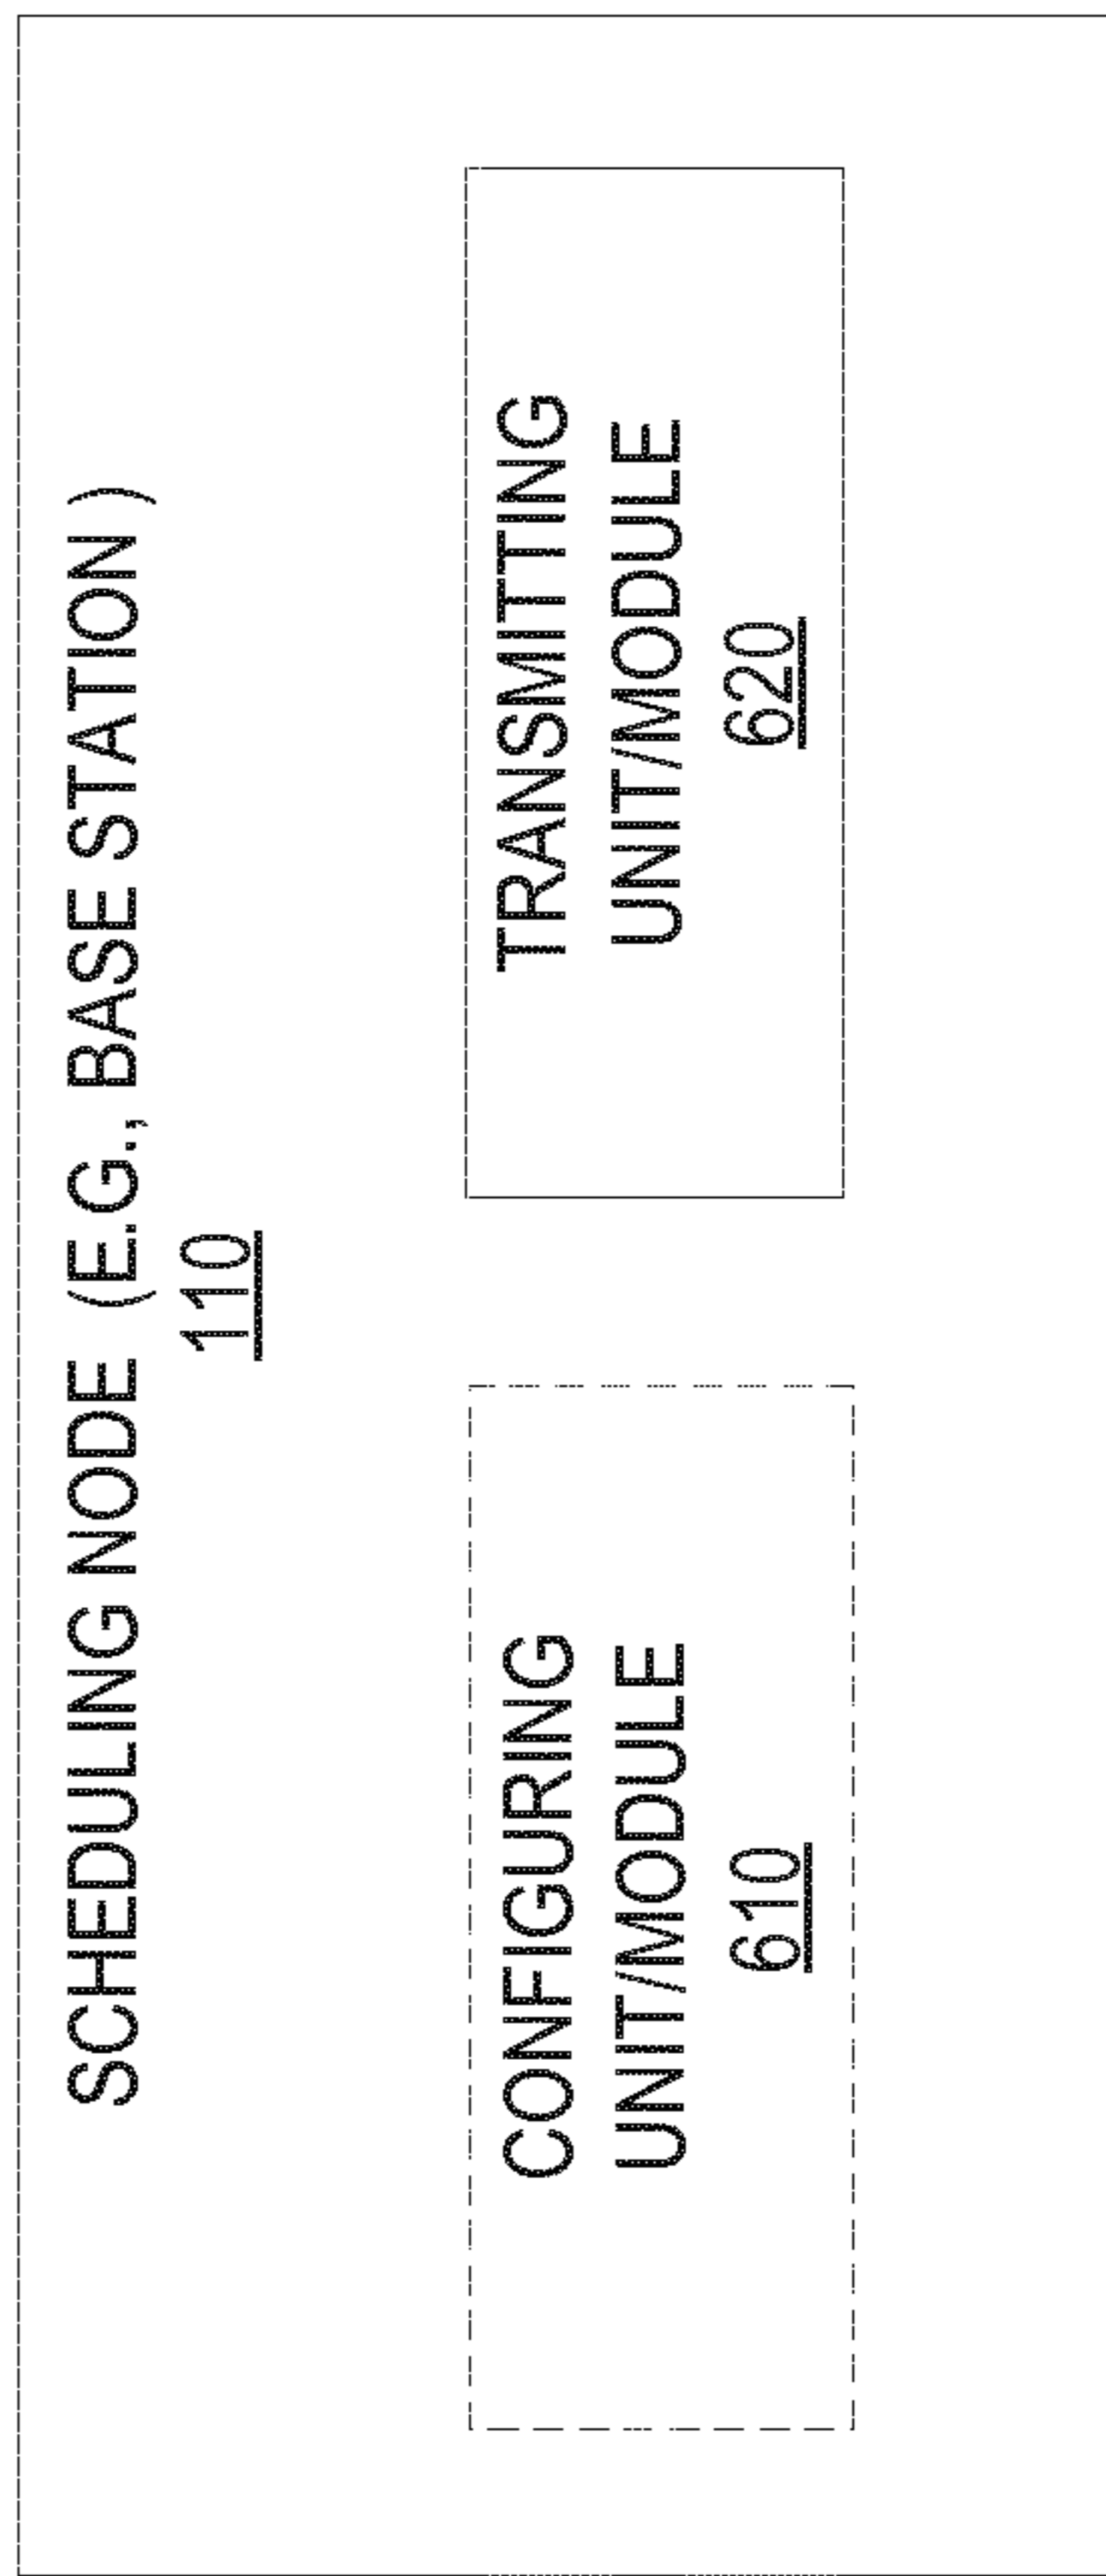 SCHEDULING NODE (E.G., BASE STATION)
110
CONFIGURING
UNIT/MODULE
610
TRANSMITTING
UNIT/MODULE
620